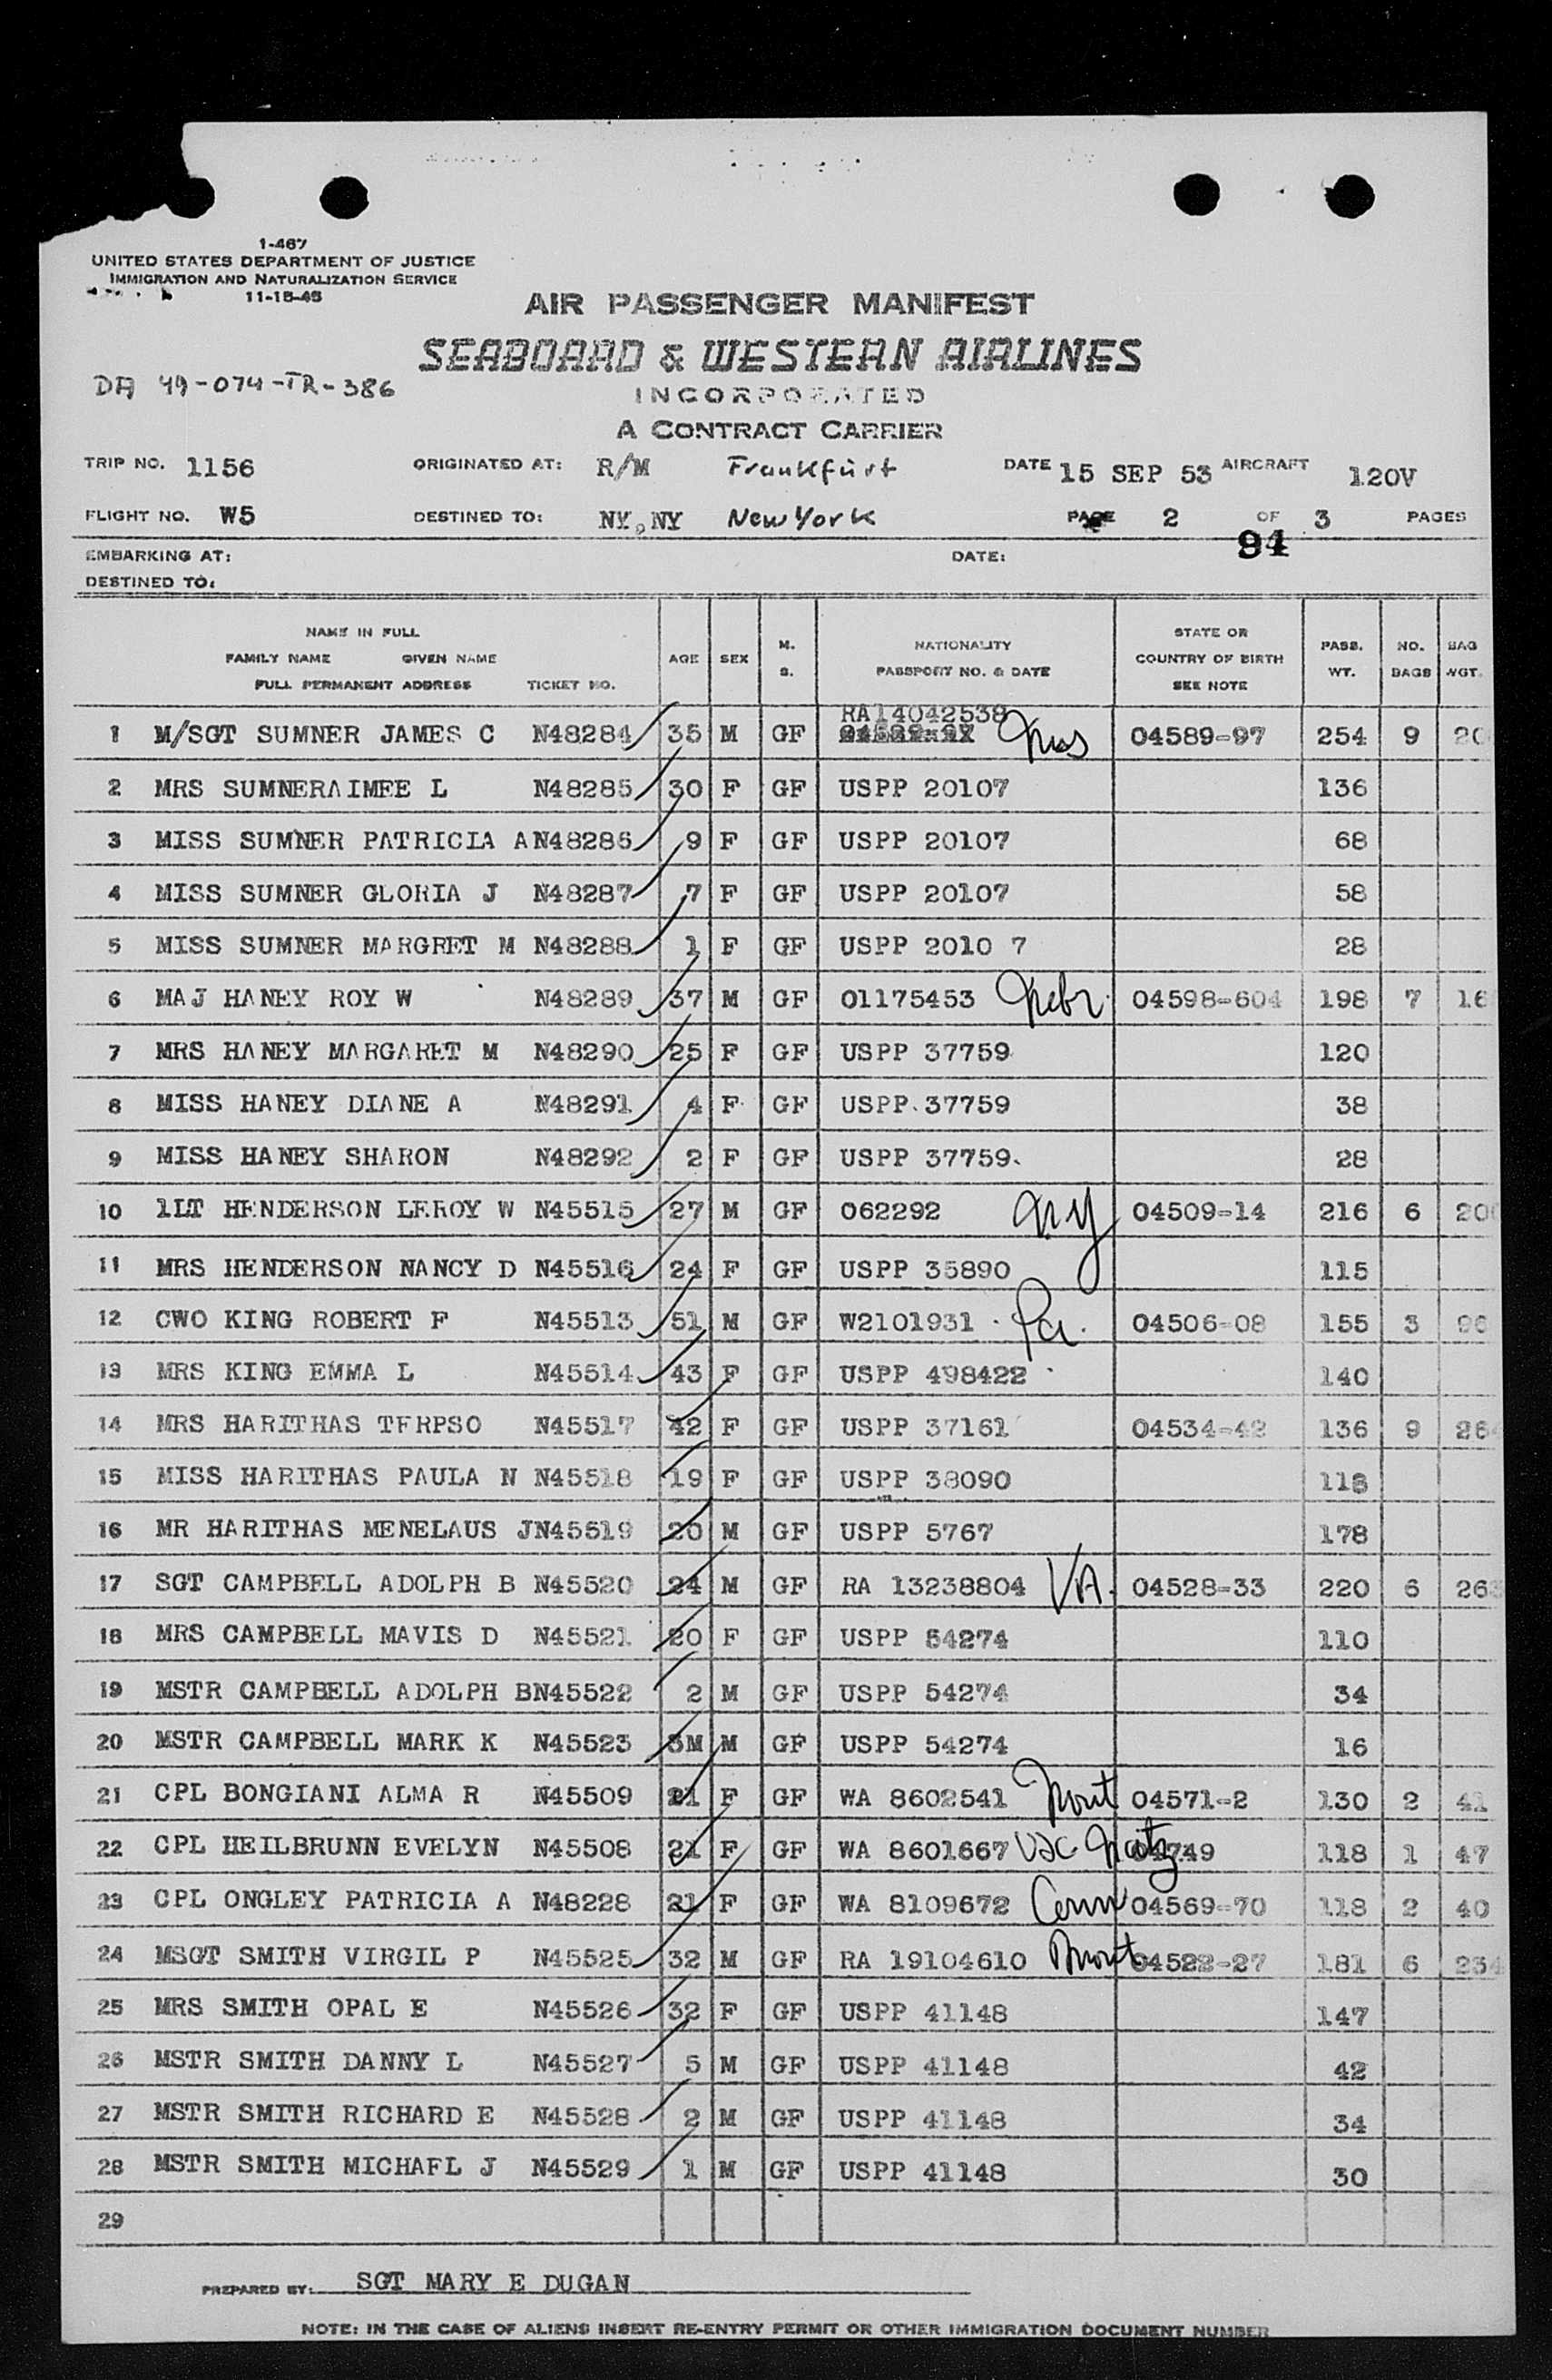 1-467
UNITED STATES DEPARTMENT OF JUSTICE
IMMIGRATION AND NATURALIZATION SERVICE
11-15-45
AIR PASSENGER MANIFEST
SEABOARD & WESTERN AIRLINES
DA 49-074-TR-386
INCORPORATED
A CONTRACT CARRIER
TRIP NO. 1156 ORIGINATED AT: R/M Frankfurt DATE 15 SEP 53 AIRCRAFT 120V
FLIGHT NO. W5 DESTINED TO: NY,NY New York PAGE 2 OF 3 PAGES
94
EMBARKING AT: DATE:
DESTINED TO:
NAME IN FULL
FAMILY NAME GIVEN NAME
FULL PERMANENT ADDRESS TICKET NO. AGE SEX M. S. NATIONALITY PASSPORT NO. & DATE STATE OR COUNTRY OF BIRTH SEE NOTE PASS. WT. NO. BAGS BAG WGT.
RA14042538
1 M/SGT SUMNER JAMES C N48284 35 M GF Miss 04589-97 254 9 20
2 MRS SUMNERAIMEE L N48285 30 F GF USPP 20107 136
3 MISS SUMNER PATRICIA AN48286 9 F GF USPP 20107 68
4 MISS SUMNER GLORIA J N48287 7 F GF USPP 20107 58
5 MISS SUMNER MARGRET M N48288 1 F GF USPP 2010 7 28
6 MAJ HANEY ROY W N48289 37 M GF 01175453 Nebr. 04598-604 198 7 16
7 MRS HANEY MARGARET M N48290 25 F GF USPP 37759 120
8 MISS HANEY DIANE A N48291 4 F GF USPP 37759 38
9 MISS HANEY SHARON N48292 2 F GF USPP 37759 28
10 1LT HENDERSON LEROY W N45515 27 M GF 062292 NY 04509-14 216 6 200
11 MRS HENDERSON NANCY D N45516 24 F GF USPP 35890 115
12 CWO KING ROBERT F N45513 51 M GF W2101931 Pa. 04506-08 155 3 96
13 MRS KING EMMA L N45514 43 F GF USPP 498422 140
14 MRS HARITHAS TERPSO N45517 42 F GF USPP 37161 04534-42 136 9 264
15 MISS HARITHAS PAULA N N45518 19 F GF USPP 38090 118
16 MR HARITHAS MENELAUS JN45519 20 M GF USPP 5767 178
17 SGT CAMPBELL ADOLPH B N45520 24 M GF RA 13238804 VA. 04528-33 220 6 263
18 MRS CAMPBELL MAVIS D N45521 20 F GF USPP 54274 110
19 MSTR CAMPBELL ADOLPH BN45522 2 M GF USPP 54274 34
20 MSTR CAMPBELL MARK K N45523 3M M GF USPP 54274 16
21 CPL BONGIANI ALMA R N45509 21 F GF WA 8602541 Mont 04571-2 130 2 41
22 CPL HEILBRUNN EVELYN N45508 21 F GF WA 8601667 04749 118 1 47
23 CPL ONGLEY PATRICIA A N48228 21 F GF WA 8109672 Conn 04569-70 118 2 40
24 MSGT SMITH VIRGIL P N45525 32 M GF RA 19104610 Mont 04522-27 181 6 234
25 MRS SMITH OPAL E N45526 32 F GF USPP 41148 147
26 MSTR SMITH DANNY L N45527 5 M GF USPP 41148 42
27 MSTR SMITH RICHARD E N45528 2 M GF USPP 41148 34
28 MSTR SMITH MICHAEL J N45529 1 M GF USPP 41148 30
29
PREPARED BY: SGT MARY E DUGAN
NOTE: IN THE CASE OF ALIENS INSERT RE-ENTRY PERMIT OR OTHER IMMIGRATION DOCUMENT NUMBER